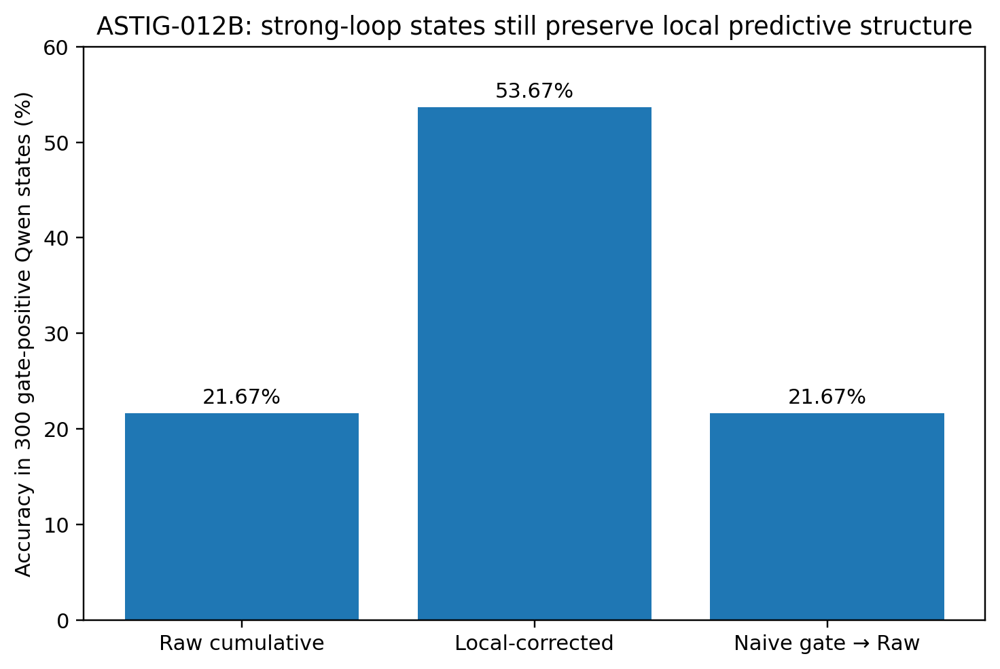 ASTIG-012B: strong-loop states still preserve local predictive structure
Accuracy in 300 gate-positive Qwen states (%)
60
50
40
30
20
10
0
21.67%
53.67%
21.67%
Raw cumulative
Local-corrected
Naive gate → Raw